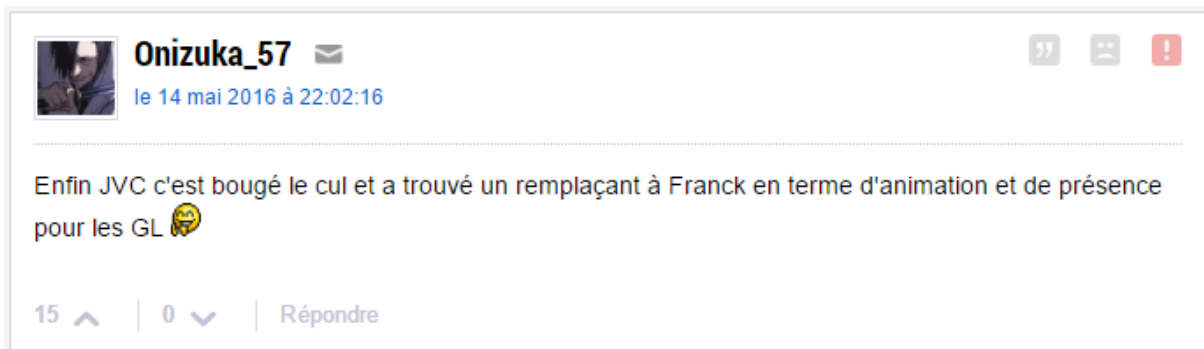 Onizuka_57
le 14 mai 2016 à 22:02:16
Enfin JVC c'est bougé le cul et a trouvé un remplaçant à Franck en terme d'animation et de présence
pour les GL
15 0 Répondre